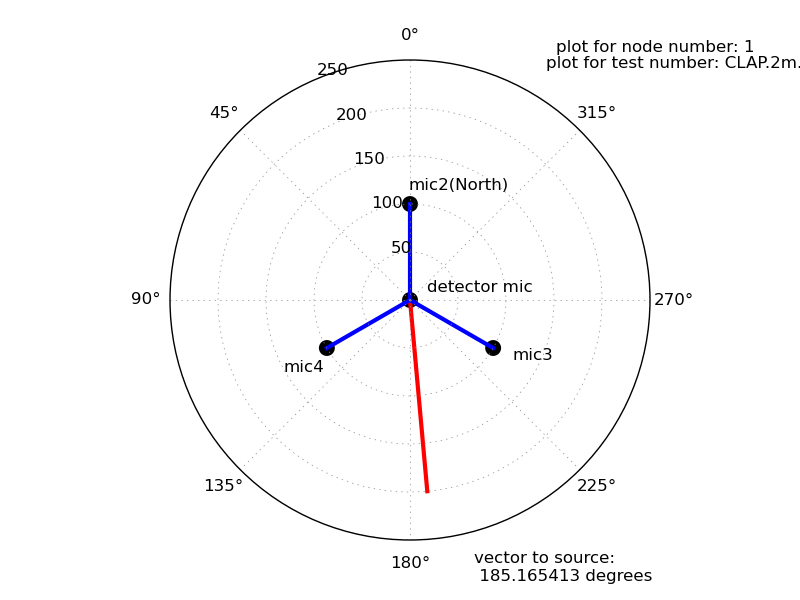 0°
plot for node number: 1
plot for test number: CLAP.2m.
250
45°
315°
200
150
mic2(North)
100
50
detector mic
90°
270°
mic4
mic3
135°
225°
180°
vector to source:
185.165413 degrees